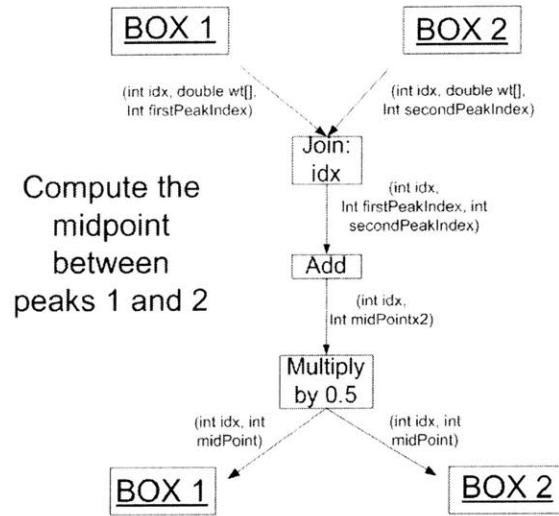 BOX 1
BOX 2
(int idx, double wt[],
Int firstPeakIndex)
(int idx, double wt[],
Int secondPeakIndex)
Join:
idx
(int idx,
Int firstPeakIndex, int
secondPeakIndex)
Compute the
midpoint
between
peaks 1 and 2
Add
(int idx,
Int midPointx2)
Multiply
by 0.5
(int idx, int
midPoint)
(int idx, int
midPoint)
BOX 1
BOX 2